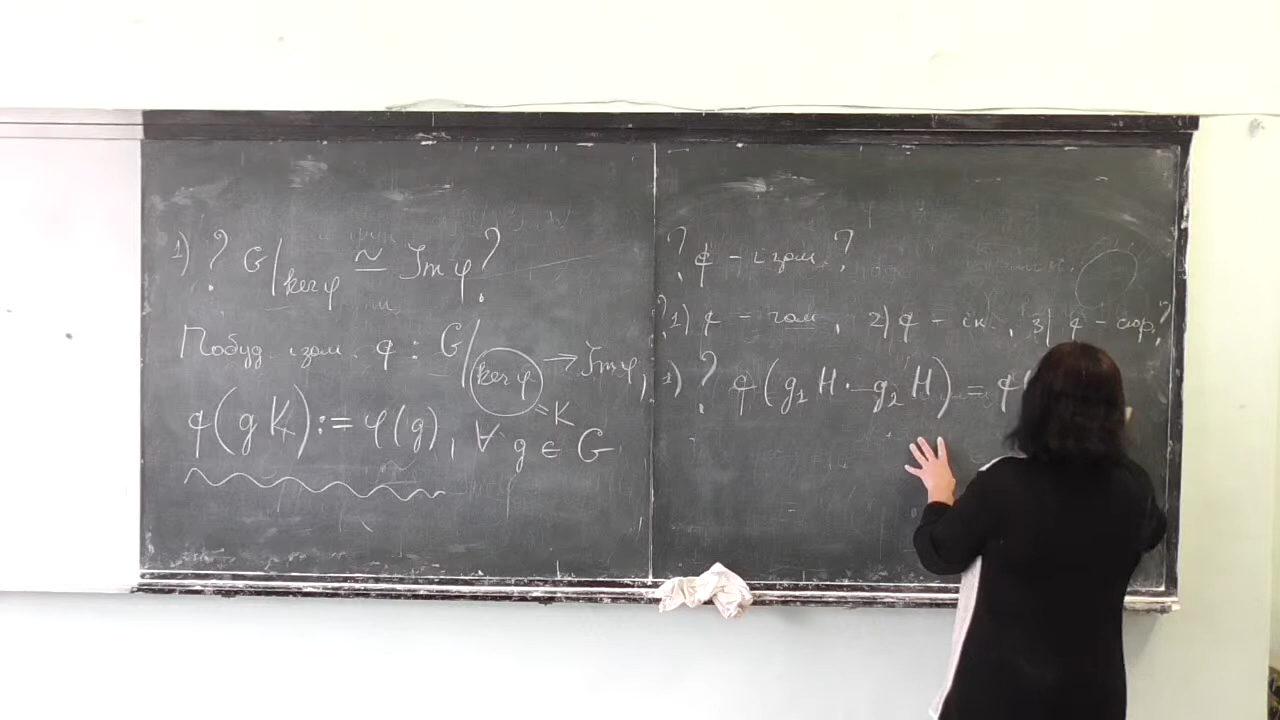 1) ? G/ker φ ≅ Im φ ?
Побуд. ізом. q : G/ker φ → Im φ,
= K
q(gK) := φ(g), ∀ g ∈ G
? q - ізом. ?
? 1) q - гом., 2) q - ін., 3) q - сюр. ?
1) ? q(g₁H · g₂H) = q(